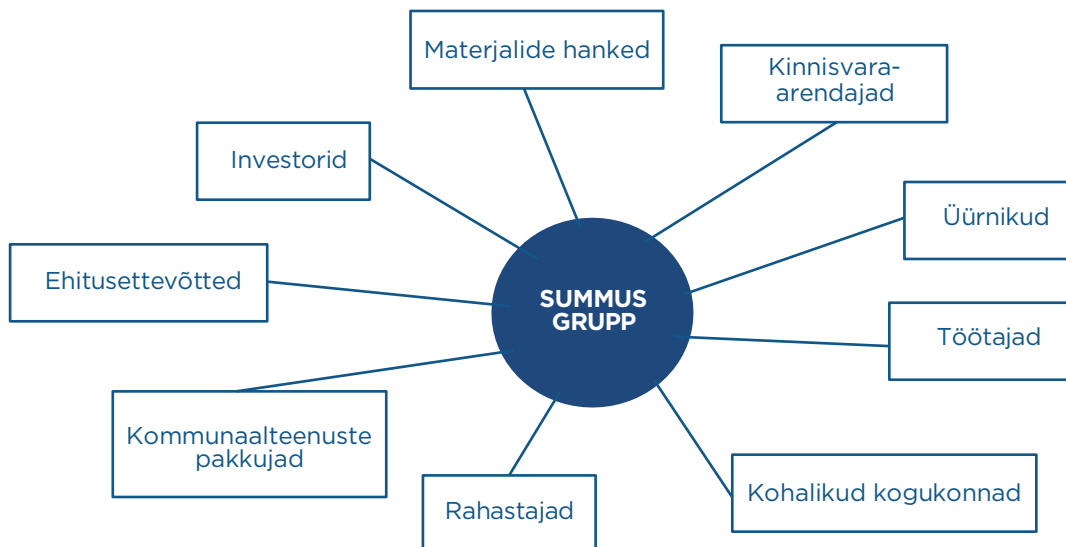 Materjalide hanked
Kinnisvara-
arendajad
Investorid
Üürnikud
Ehitusettevõtted
SUMMUS
GRUPP
Töötajad
Kommunaalteenuste
pakkujad
Rahastajad
Kohalikud kogukonnad